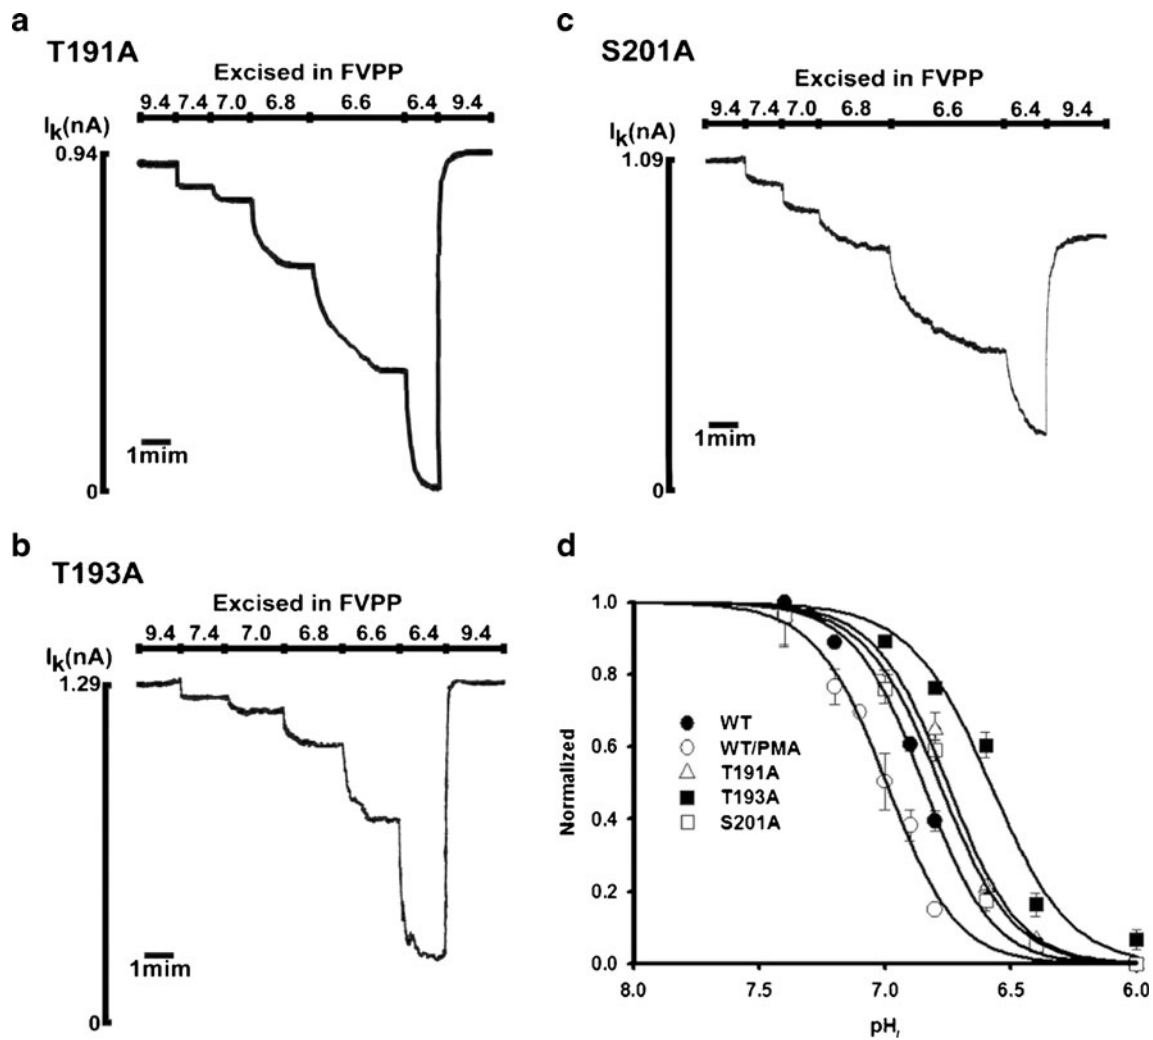 a
T191A
Excised in FVPP
9.4 7.4 7.0 6.8 6.6 6.4 9.4
Ik(nA)
0.94
1mim
0
b
T193A
Excised in FVPP
9.4 7.4 7.0 6.8 6.6 6.4 9.4
Ik(nA)
1.29
1mim
0
c
S201A
Excised in FVPP
9.4 7.4 7.0 6.8 6.6 6.4 9.4
Ik(nA)
1.09
1mim
0
d
Normalized
1.0
0.8
0.6
0.4
0.2
0.0
WT
WT/PMA
T191A
T193A
S201A
8.0 7.5 7.0 6.5 6.0
pHi